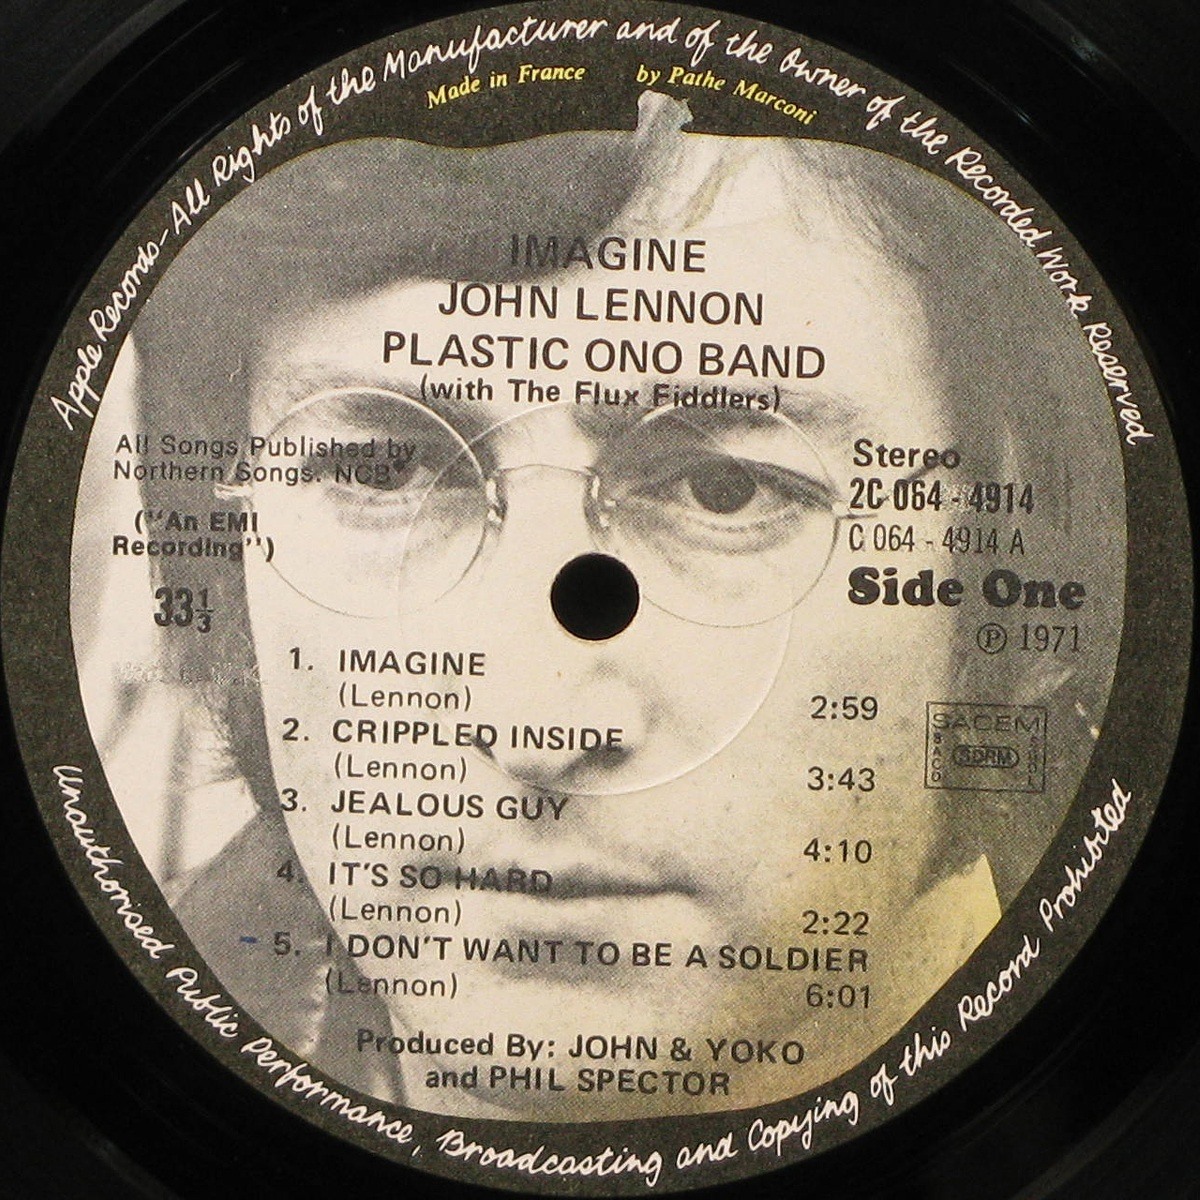 Apple Records-All Rights of the Manufacturer and of the Owner of the Recorded Work Reserved
Made in France by Pathe Marconi
IMAGINE
JOHN LENNON
PLASTIC ONO BAND
(with The Flux Fiddlers)
All Songs Published by
Northern Songs. NCB
("An EMI
Recording")
33 1/3
Stereo
2C 064 - 4914
C 064 - 4914 A
Side One
℗ 1971
1. IMAGINE
(Lennon) 2:59
2. CRIPPLED INSIDE
(Lennon) 3:43
3. JEALOUS GUY
(Lennon) 4:10
4. IT'S SO HARD
(Lennon) 2:22
5. I DON'T WANT TO BE A SOLDIER
(Lennon) 6:01
SACEM
SDRM
Produced By: JOHN & YOKO
and PHIL SPECTOR
Unauthorised Public Performance, Broadcasting and Copying of this Record Prohibited